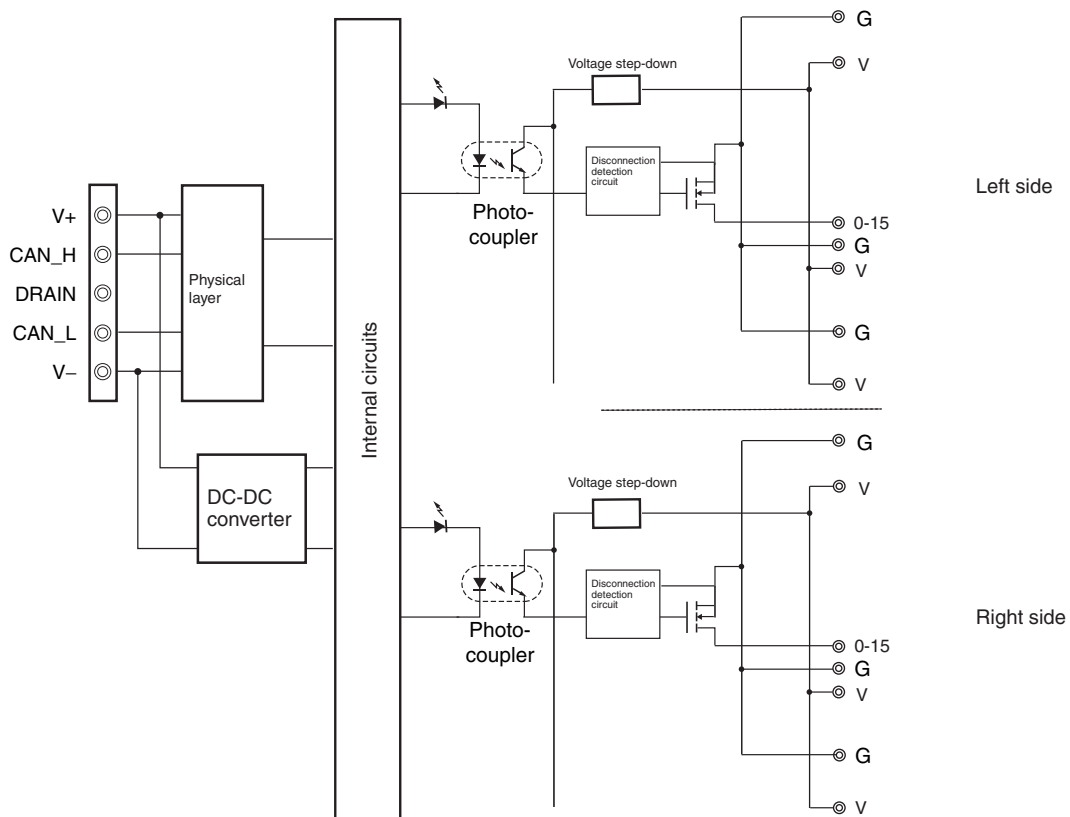 V+
CAN_H
DRAIN
CAN_L
V–
Physical
layer
DC-DC
converter
Internal circuits
Voltage step-down
Photo-
coupler
Disconnection
detection
circuit
G
V
0-15
G
V
G
V
Left side
Voltage step-down
Photo-
coupler
Disconnection
detection
circuit
G
V
0-15
G
V
G
V
Right side